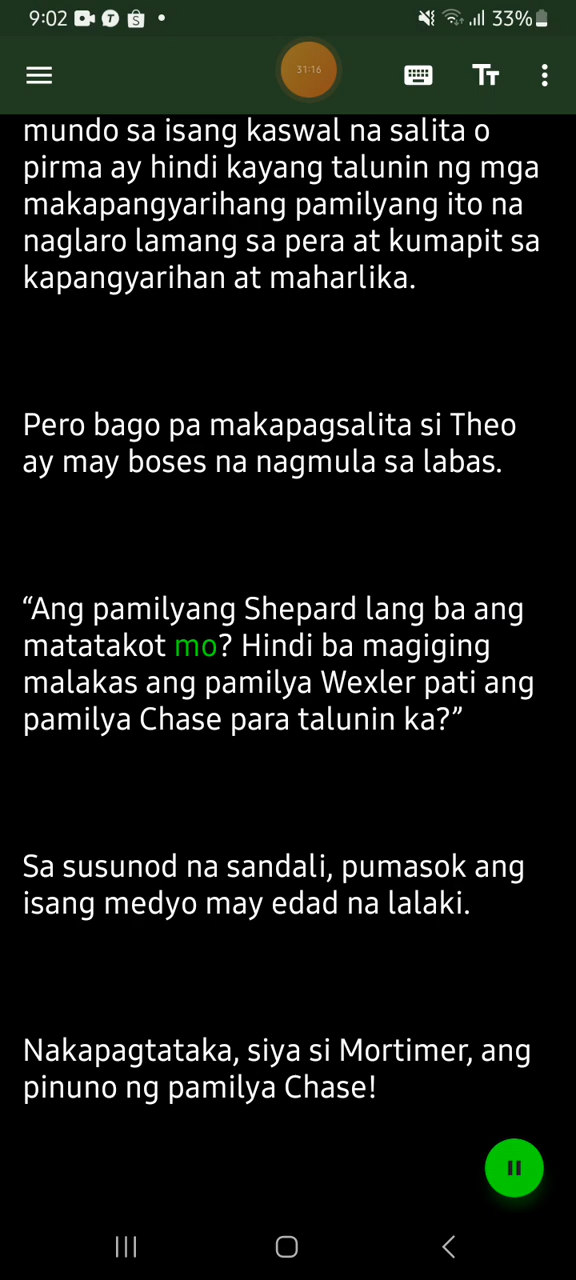 9:02
33%
31:16
mundo sa isang kaswal na salita o
pirma ay hindi kayang talunin ng mga
makapangyarihang pamilyang ito na
naglaro lamang sa pera at kumapit sa
kapangyarihan at maharlika.
Pero bago pa makapagsalita si Theo
ay may boses na nagmula sa labas.
“Ang pamilyang Shepard lang ba ang
matatakot mo? Hindi ba magiging
malakas ang pamilya Wexler pati ang
pamilya Chase para talunin ka?”
Sa susunod na sandali, pumasok ang
isang medyo may edad na lalaki.
Nakapagtataka, siya si Mortimer, ang
pinuno ng pamilya Chase!